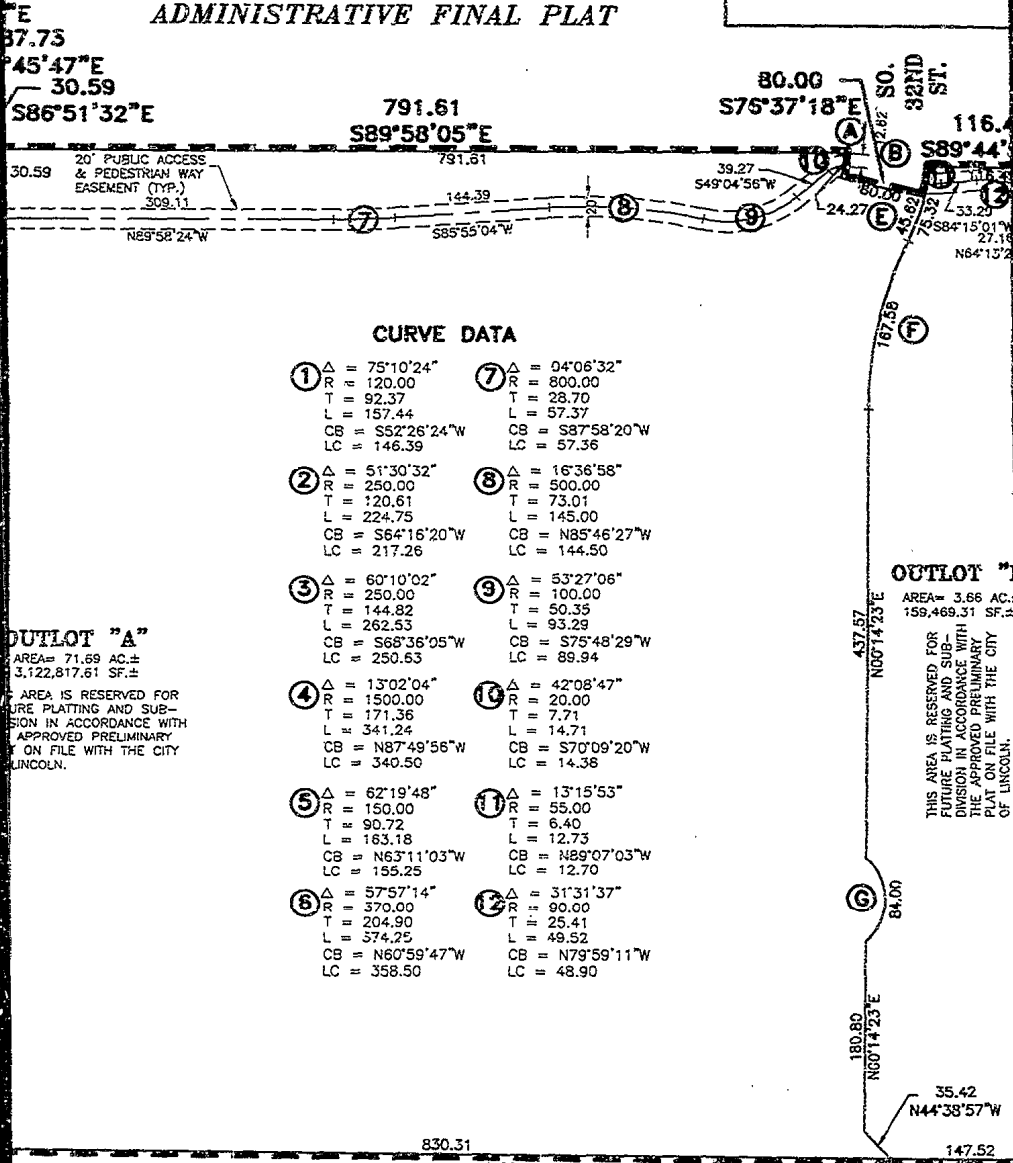 ADMINISTRATIVE FINAL PLAT
"E
37.73
°45'47"E
30.59
S86°51'32"E
791.61
S89°58'05"E
80.00
S76°37'18"E
SO.
32ND
ST.
116.4
S89°44'
A
B
2.82
30.59
20' PUBLIC ACCESS
& PEDESTRIAN WAY
EASEMENT (TYP.)
309.11
791.61
144.39
20'
39.27
S49°04'56"W
10
80.00
11
12
16.49
7
8
9
24.27
E
45.62
75.32
33.20
S84°15'01"W
27.16
N64°13'2
N89°58'24"W
S85°55'04"W
167.58
F
CURVE DATA
1
Δ = 75°10'24"
R = 120.00
T = 92.37
L = 157.44
CB = S52°26'24"W
LC = 146.39
2
Δ = 51°30'32"
R = 250.00
T = 120.61
L = 224.75
CB = S64°16'20"W
LC = 217.26
3
Δ = 60°10'02"
R = 250.00
T = 144.82
L = 262.53
CB = S68°36'05"W
LC = 250.63
4
Δ = 13°02'04"
R = 1500.00
T = 171.36
L = 341.24
CB = N87°49'56"W
LC = 340.50
5
Δ = 62°19'48"
R = 150.00
T = 90.72
L = 163.18
CB = N63°11'03"W
LC = 155.25
6
Δ = 57°57'14"
R = 370.00
T = 204.90
L = 374.25
CB = N60°59'47"W
LC = 358.50
7
Δ = 04°06'32"
R = 800.00
T = 28.70
L = 57.37
CB = S87°58'20"W
LC = 57.36
8
Δ = 16°36'58"
R = 500.00
T = 73.01
L = 145.00
CB = N85°46'27"W
LC = 144.50
9
Δ = 53°27'06"
R = 100.00
T = 50.35
L = 93.29
CB = S75°48'29"W
LC = 89.94
10
Δ = 42°08'47"
R = 20.00
T = 7.71
L = 14.71
CB = S70°09'20"W
LC = 14.38
11
Δ = 13°15'53"
R = 55.00
T = 6.40
L = 12.73
CB = N89°07'03"W
LC = 12.70
12
Δ = 31°31'37"
R = 90.00
T = 25.41
L = 49.52
CB = N79°59'11"W
LC = 48.90
OUTLOT "A"
AREA= 71.69 AC.±
3,122,817.61 SF.±
AREA IS RESERVED FOR
URE PLATTING AND SUB-
SION IN ACCORDANCE WITH
APPROVED PRELIMINARY
T ON FILE WITH THE CITY
LINCOLN.
437.57
N00°14'23"E
OUTLOT "
AREA= 3.66 AC.±
159,469.31 SF.±
THIS AREA IS RESERVED FOR
FUTURE PLATTING AND SUB-
DIVISION IN ACCORDANCE WITH
THE APPROVED PRELIMINARY
PLAT ON FILE WITH THE CITY
OF LINCOLN.
G
84.00
180.80
N00°14'23"E
35.42
N44°38'57"W
830.31
147.52